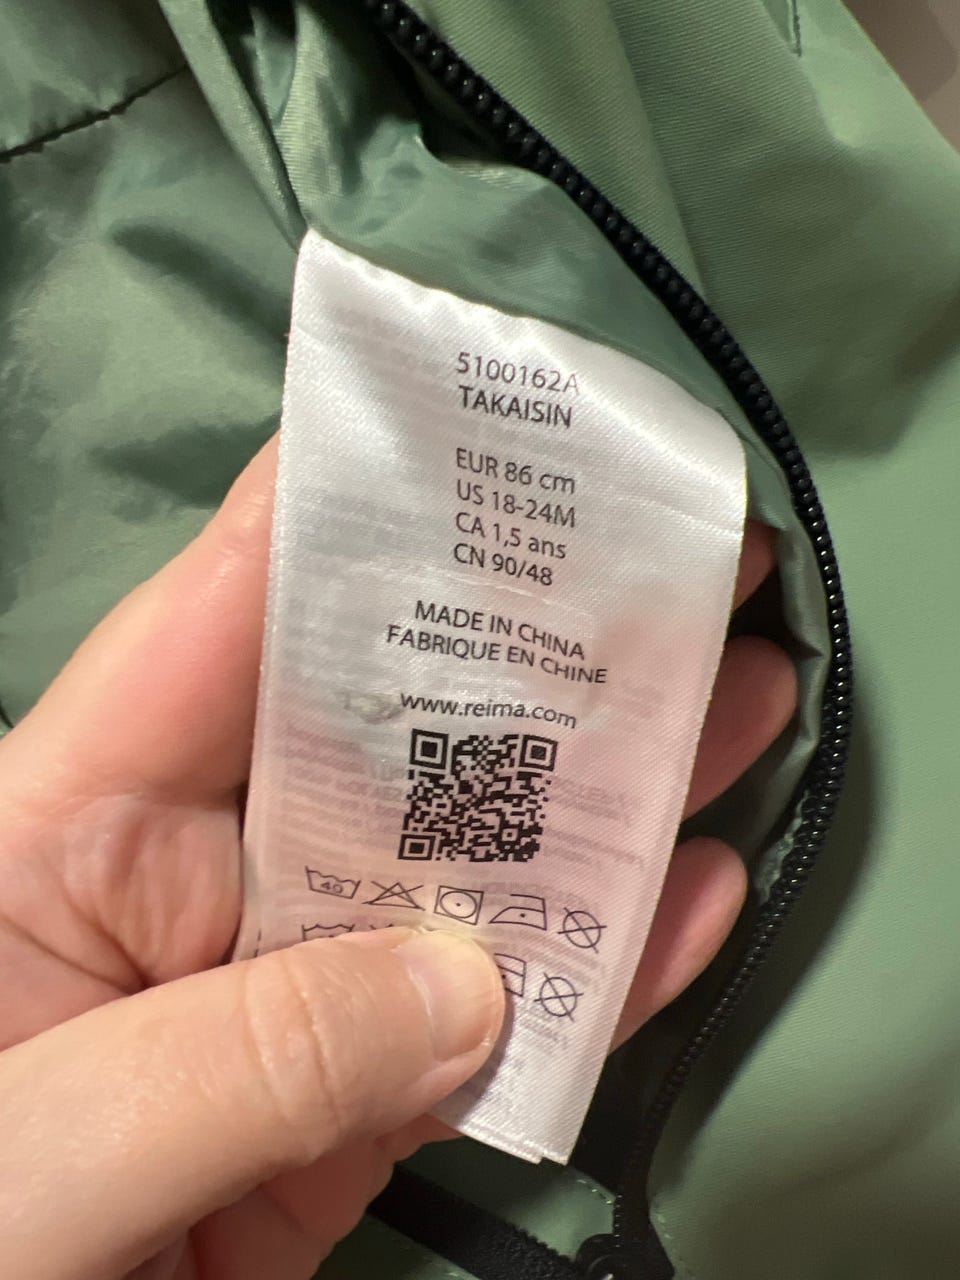 5100162A
TAKAISIN
EUR 86 cm
US 18-24M
CA 1,5 ans
CN 90/48
MADE IN CHINA
FABRIQUE EN CHINE
www.reima.com
40